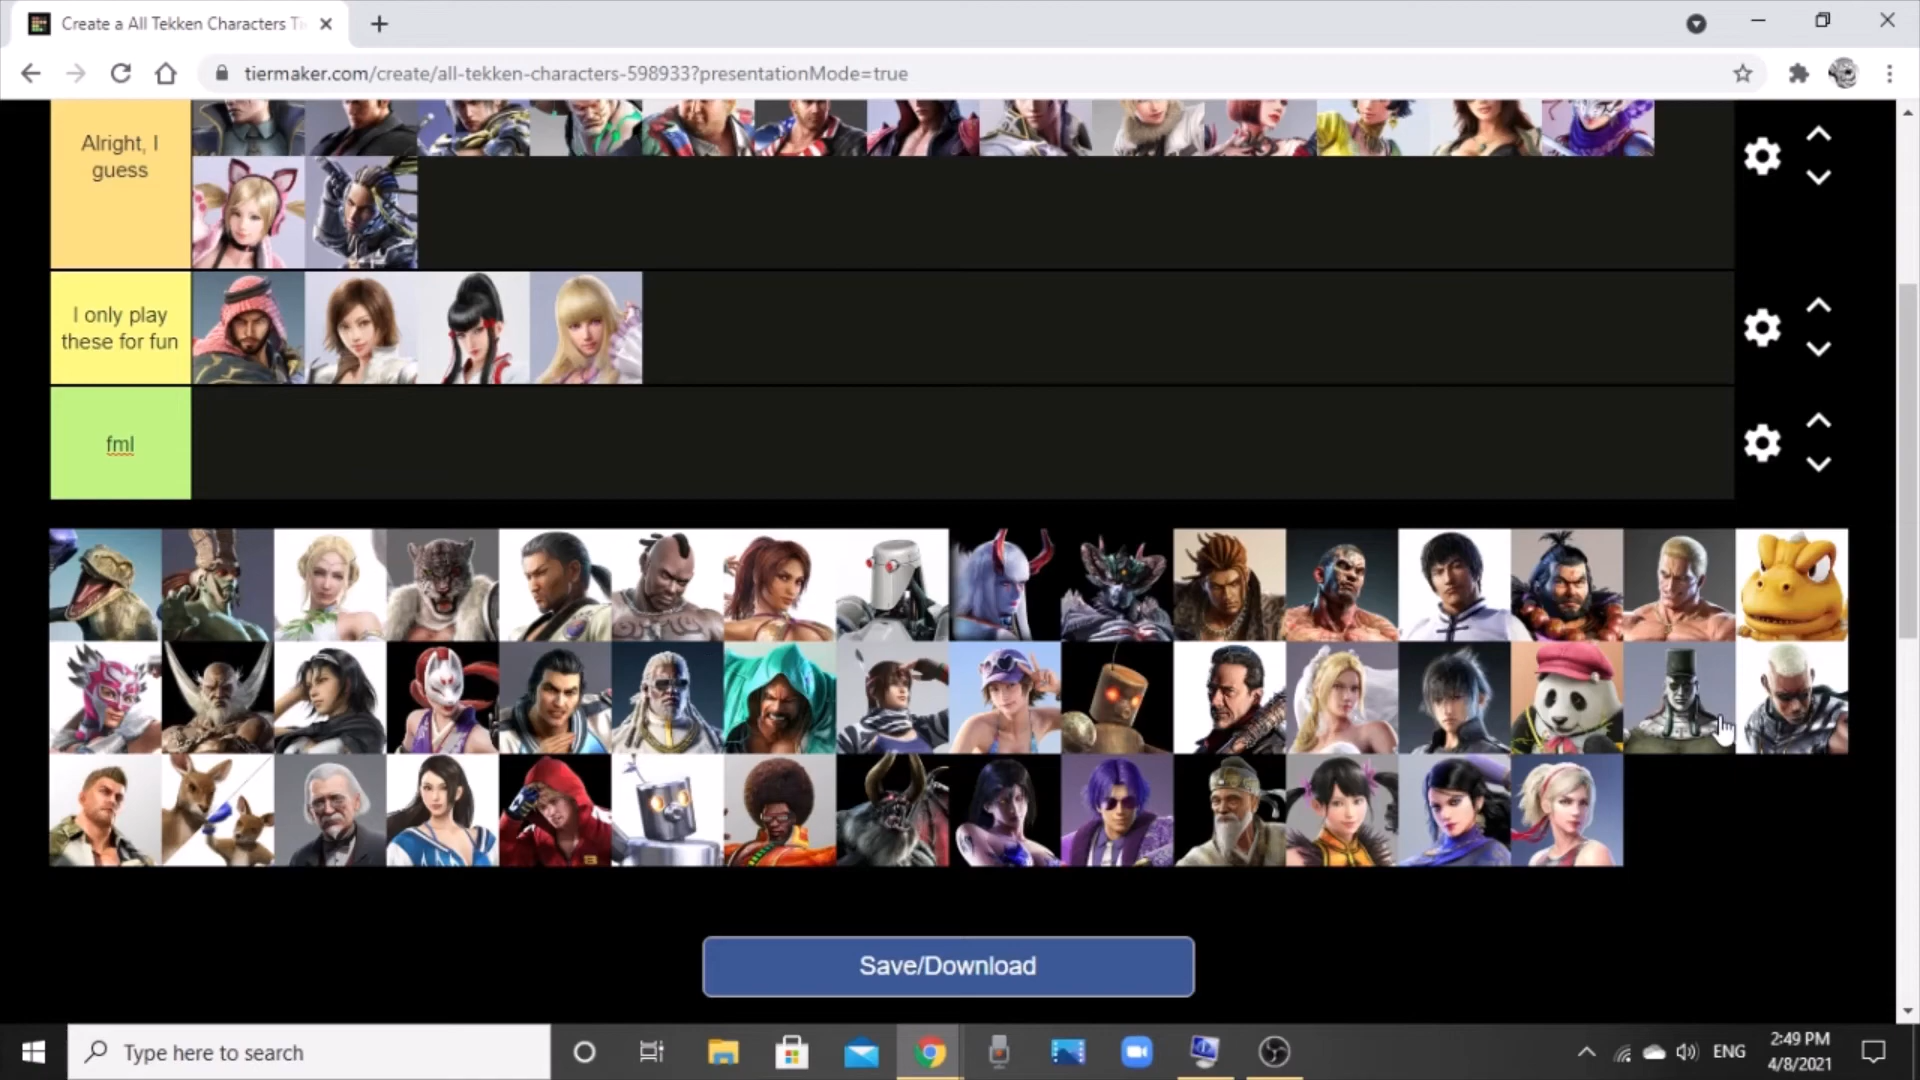 Create a All Tekken Characters Ti
tiermaker.com/create/all-tekken-characters-598933?presentationMode=true
Alright, I
guess
I only play
these for fun
fml
Save/Download
Type here to search
ENG
2:49 PM
4/8/2021